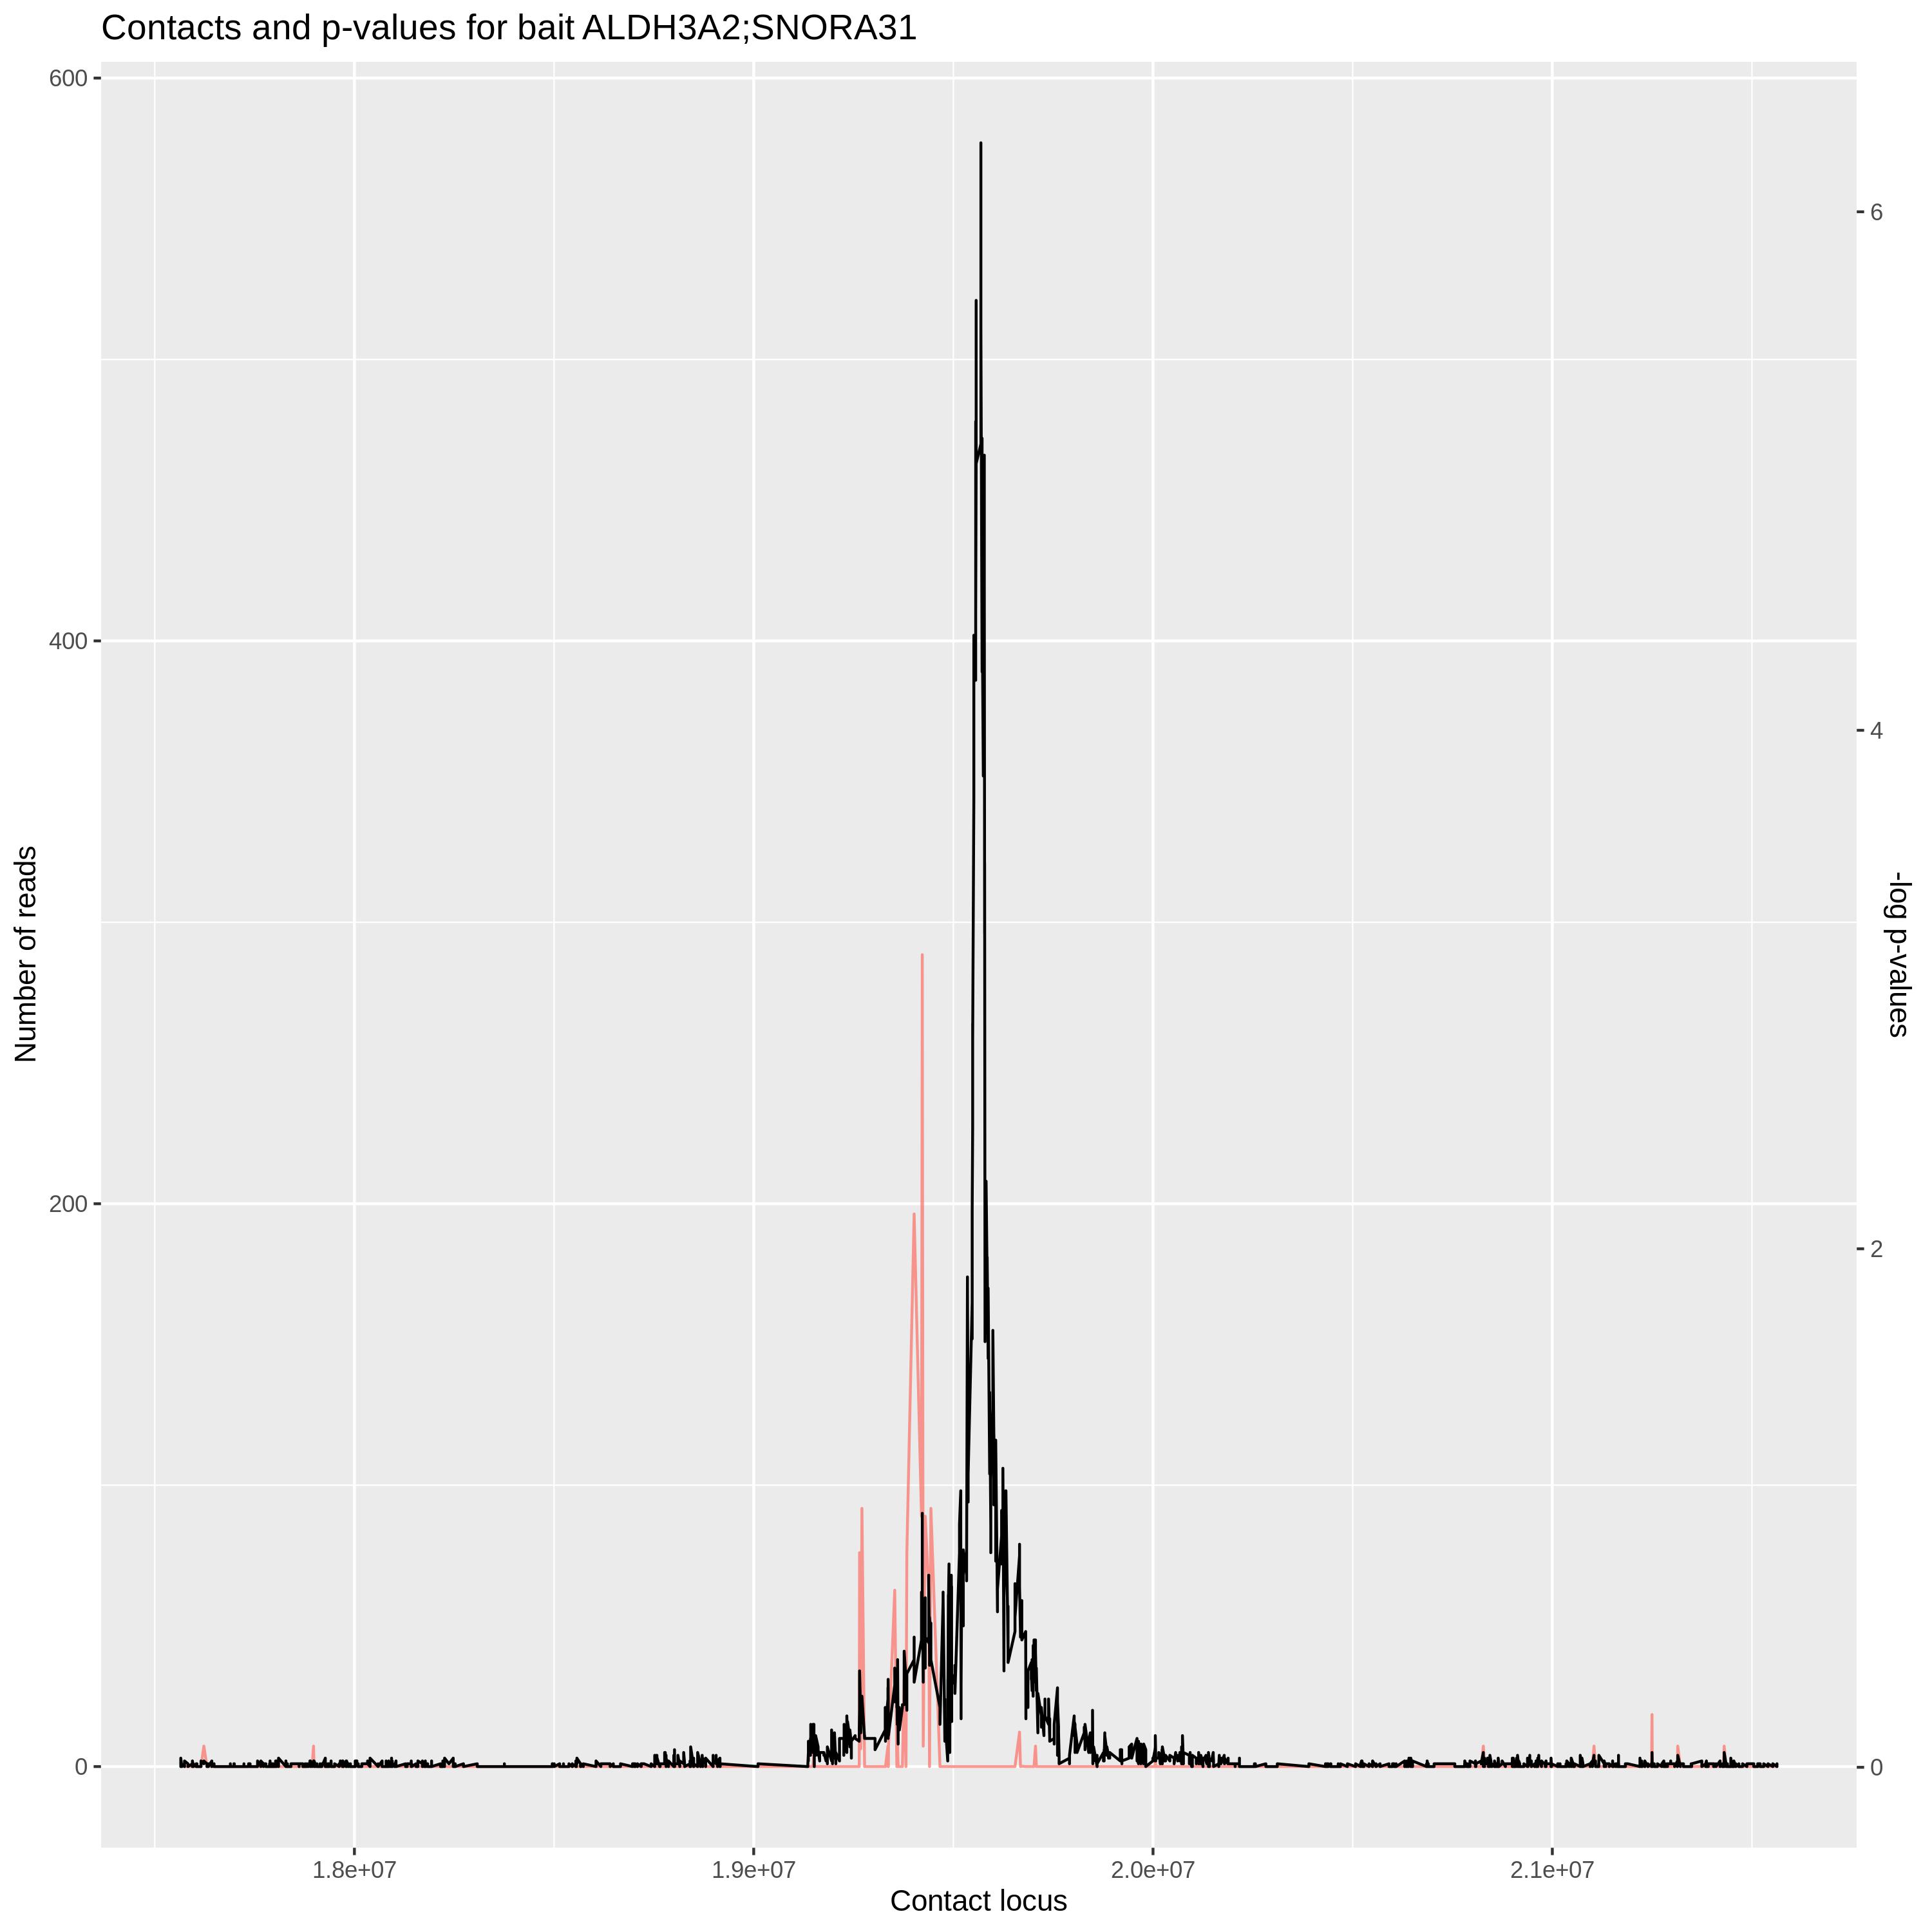 Contacts and p-values for bait ALDH3A2;SNORA31
600
400
200
0
Number of reads
6
4
2
0
-log p-values
1.8e+07 1.9e+07 2.0e+07 2.1e+07
Contact locus